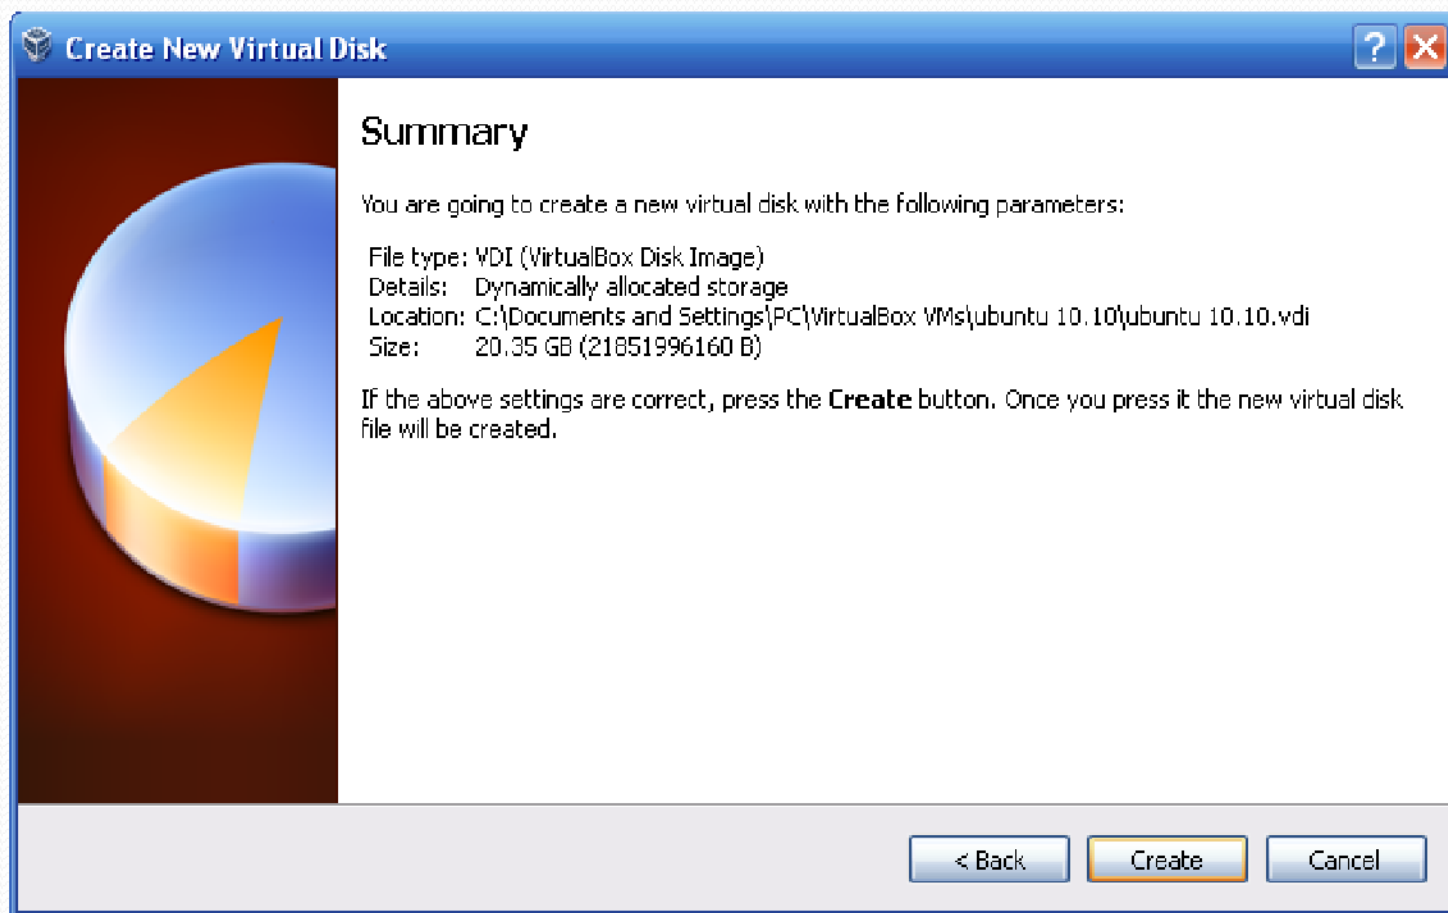 Create New Virtual Disk
?
Summary
You are going to create a new virtual disk with the following parameters:
File type: VDI (VirtualBox Disk Image)
Details: Dynamically allocated storage
Location: C:\Documents and Settings\PC\VirtualBox VMs\ubuntu 10.10\ubuntu 10.10.vdi
Size: 20.35 GB (21851996160 B)
If the above settings are correct, press the Create button. Once you press it the new virtual disk
file will be created.
< Back
Create
Cancel